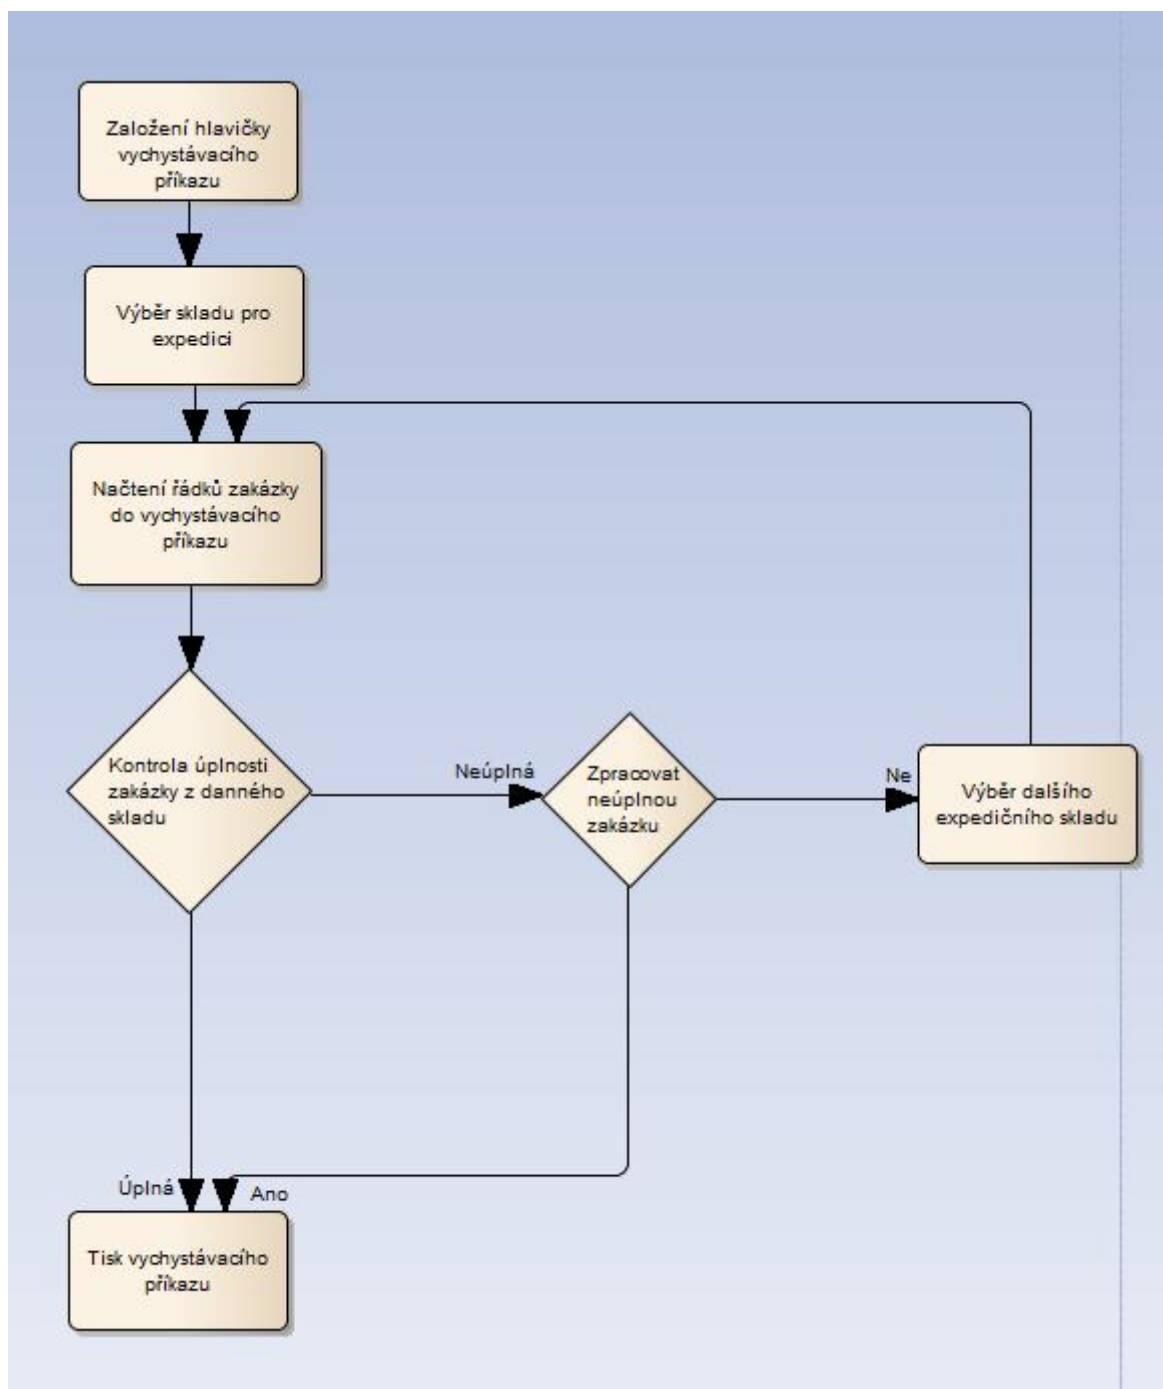 Založení hlavičky
vychystávacího
příkazu
Výběr skladu pro
expedici
Načtení řádků zakázky
do vychystávacího
příkazu
Kontrola úplnosti
zakázky z danného
skladu
Neúplná
Zpracovat
neúplnou
zakázku
Ne
Výběr dalšího
expedičního skladu
Úplná
Ano
Tisk vychystávacího
příkazu